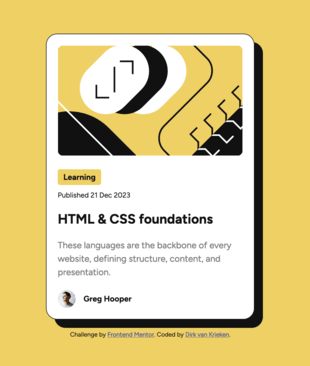 Learning
Published 21 Dec 2023
HTML & CSS foundations
These languages are the backbone of every
website, defining structure, content, and
presentation.
Greg Hooper
Challenge by Frontend Mentor. Coded by Dirk van Krieken.